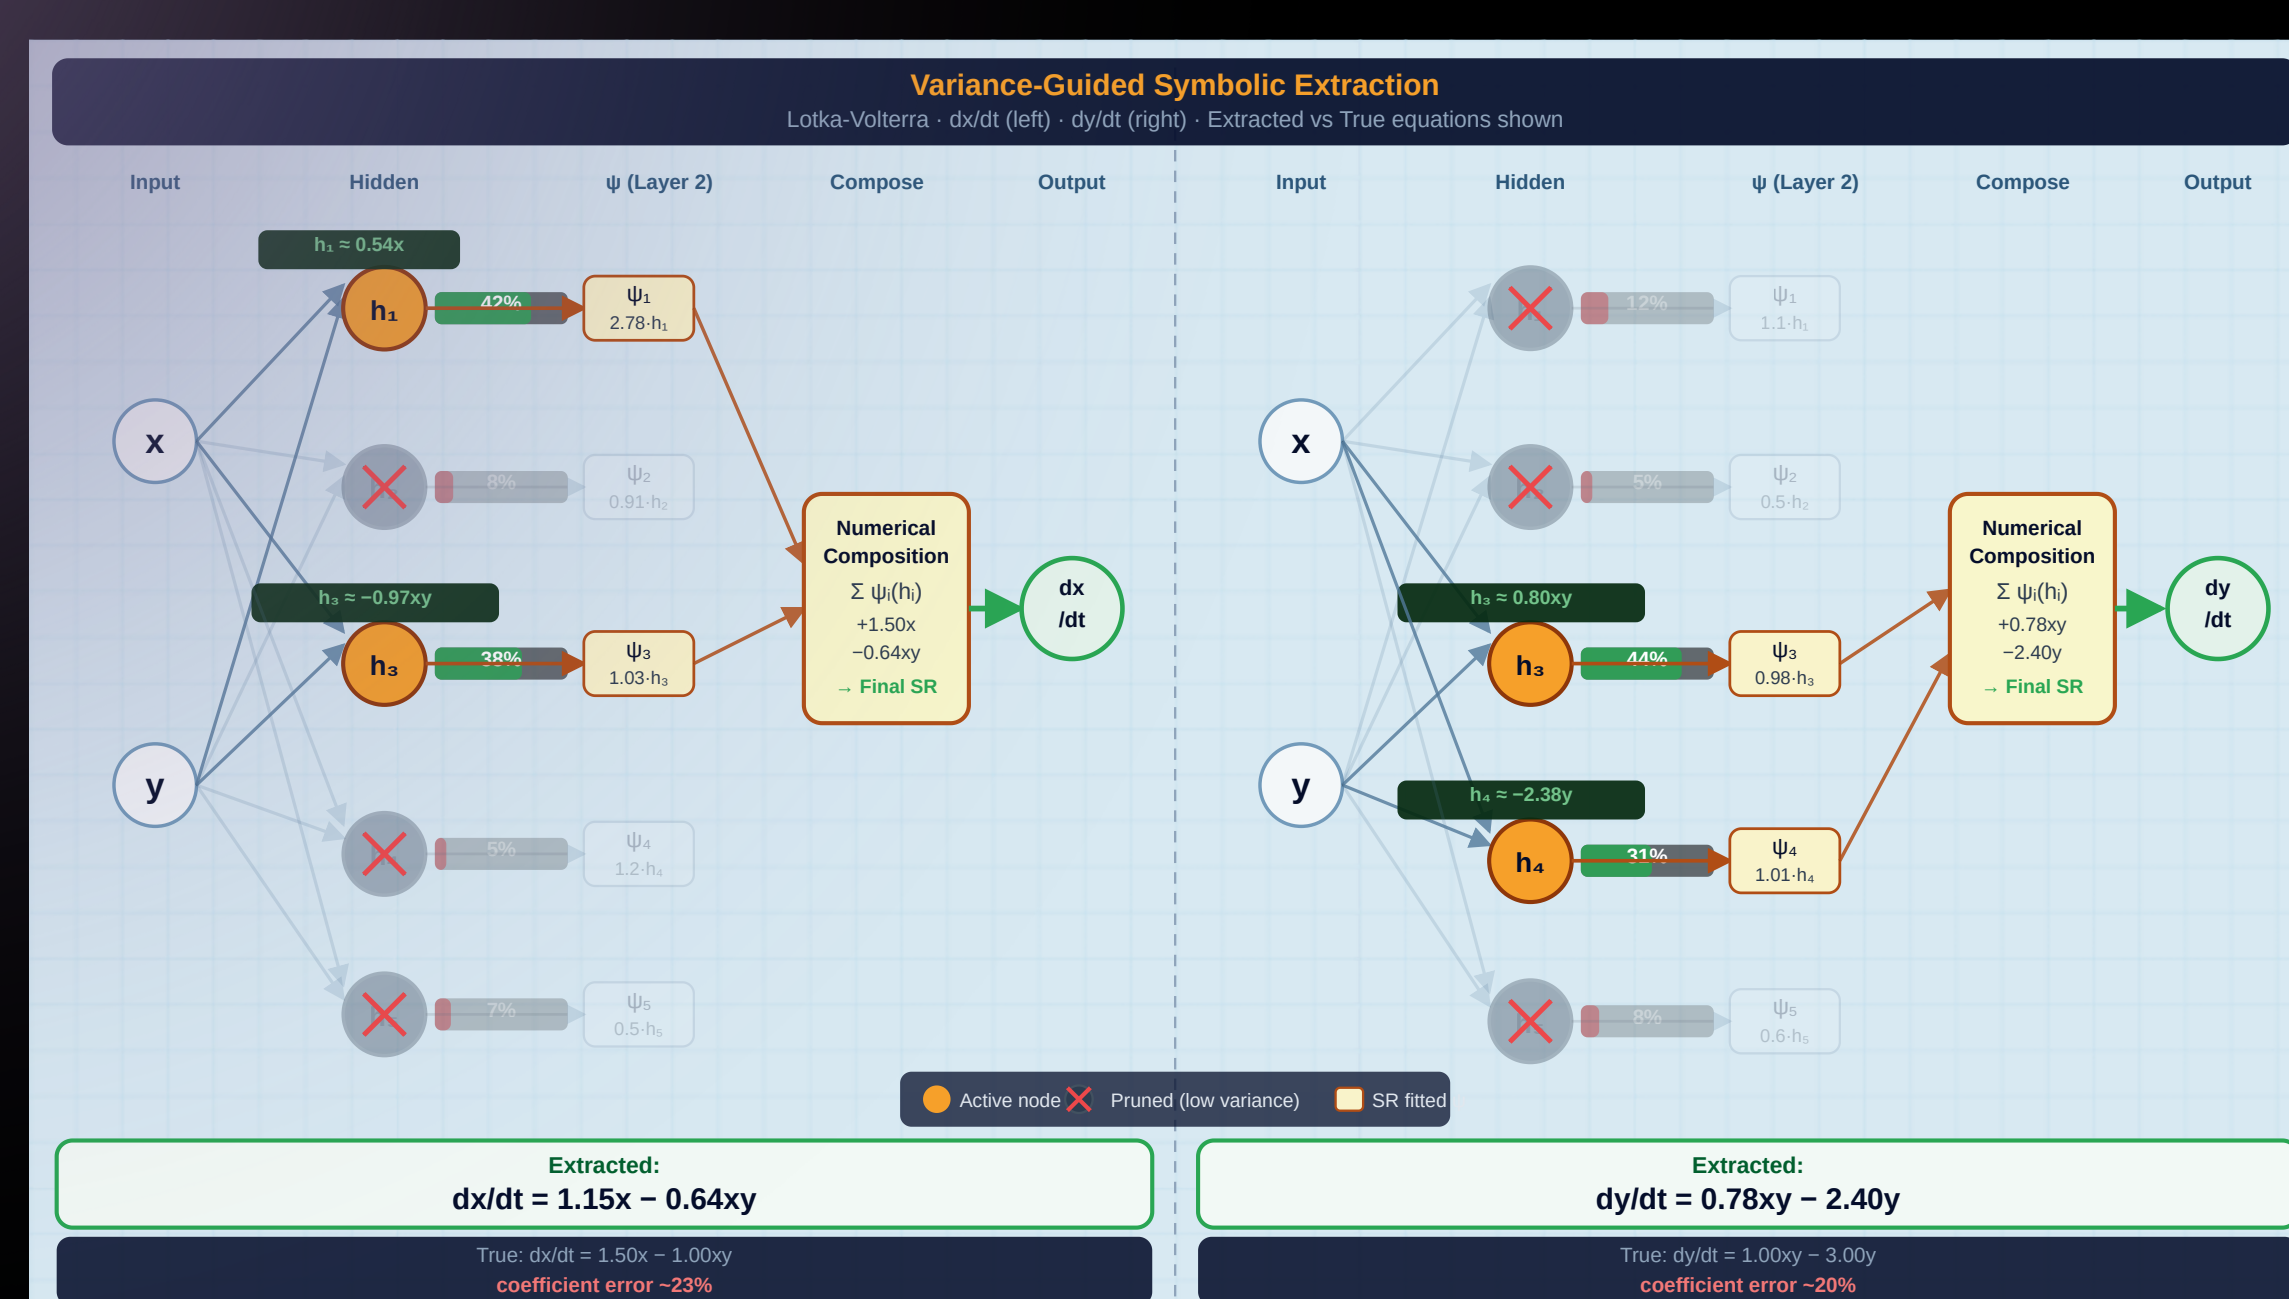 Variance-Guided Symbolic Extraction
Lotka-Volterra · dx/dt (left) · dy/dt (right) · Extracted vs True equations shown
Input
Hidden
ψ (Layer 2)
Compose
Output
h₁ ≈ 0.54x
h₁
42%
ψ₁
2.78·h₁
x
8%
ψ₂
0.91·h₂
h₃ ≈ −0.97xy
h₃
38%
ψ₃
1.03·h₃
y
5%
ψ₄
1.2·h₄
7%
ψ₅
0.5·h₅
Numerical
Composition
Σ ψᵢ(hᵢ)
+1.50x
−0.64xy
→ Final SR
dx
/dt
Input
Hidden
ψ (Layer 2)
Compose
Output
12%
ψ₁
1.1·h₁
x
5%
ψ₂
0.5·h₂
h₃ ≈ 0.80xy
h₃
44%
ψ₃
0.98·h₃
y
h₄ ≈ −2.38y
h₄
31%
ψ₄
1.01·h₄
8%
ψ₅
0.6·h₅
Numerical
Composition
Σ ψᵢ(hᵢ)
+0.78xy
−2.40y
→ Final SR
dy
/dt
Active node
Pruned (low variance)
SR fitted
Extracted:
dx/dt = 1.15x − 0.64xy
True: dx/dt = 1.50x − 1.00xy
coefficient error ~23%
Extracted:
dy/dt = 0.78xy − 2.40y
True: dy/dt = 1.00xy − 3.00y
coefficient error ~20%